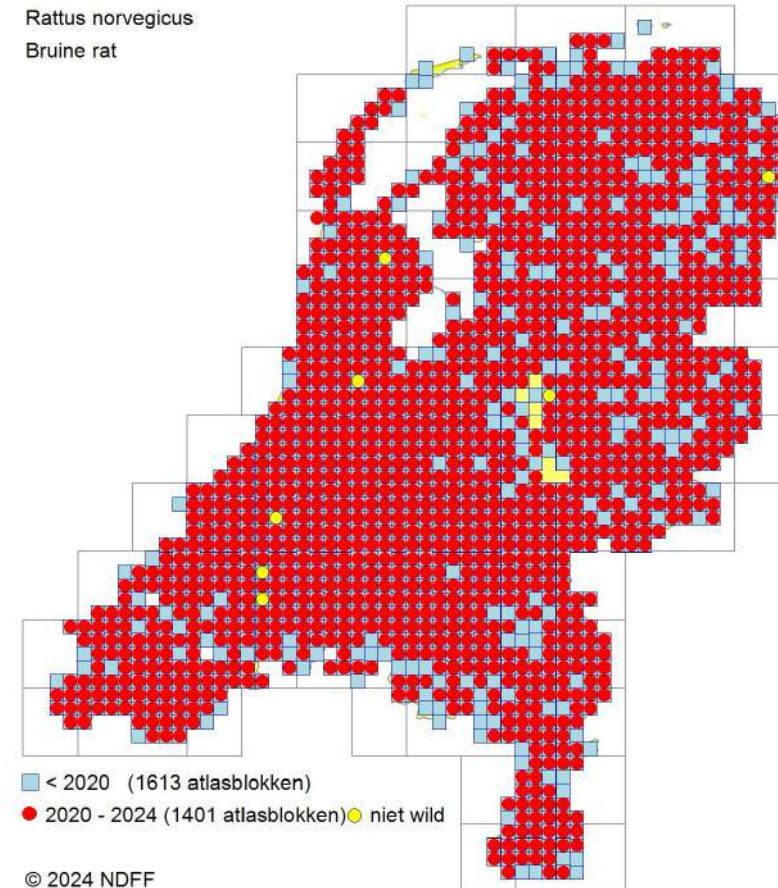 Rattus norvegicus
Bruine rat
< 2020 (1613 atlasblokken)
2020 - 2024 (1401 atlasblokken) niet wild
© 2024 NDFF